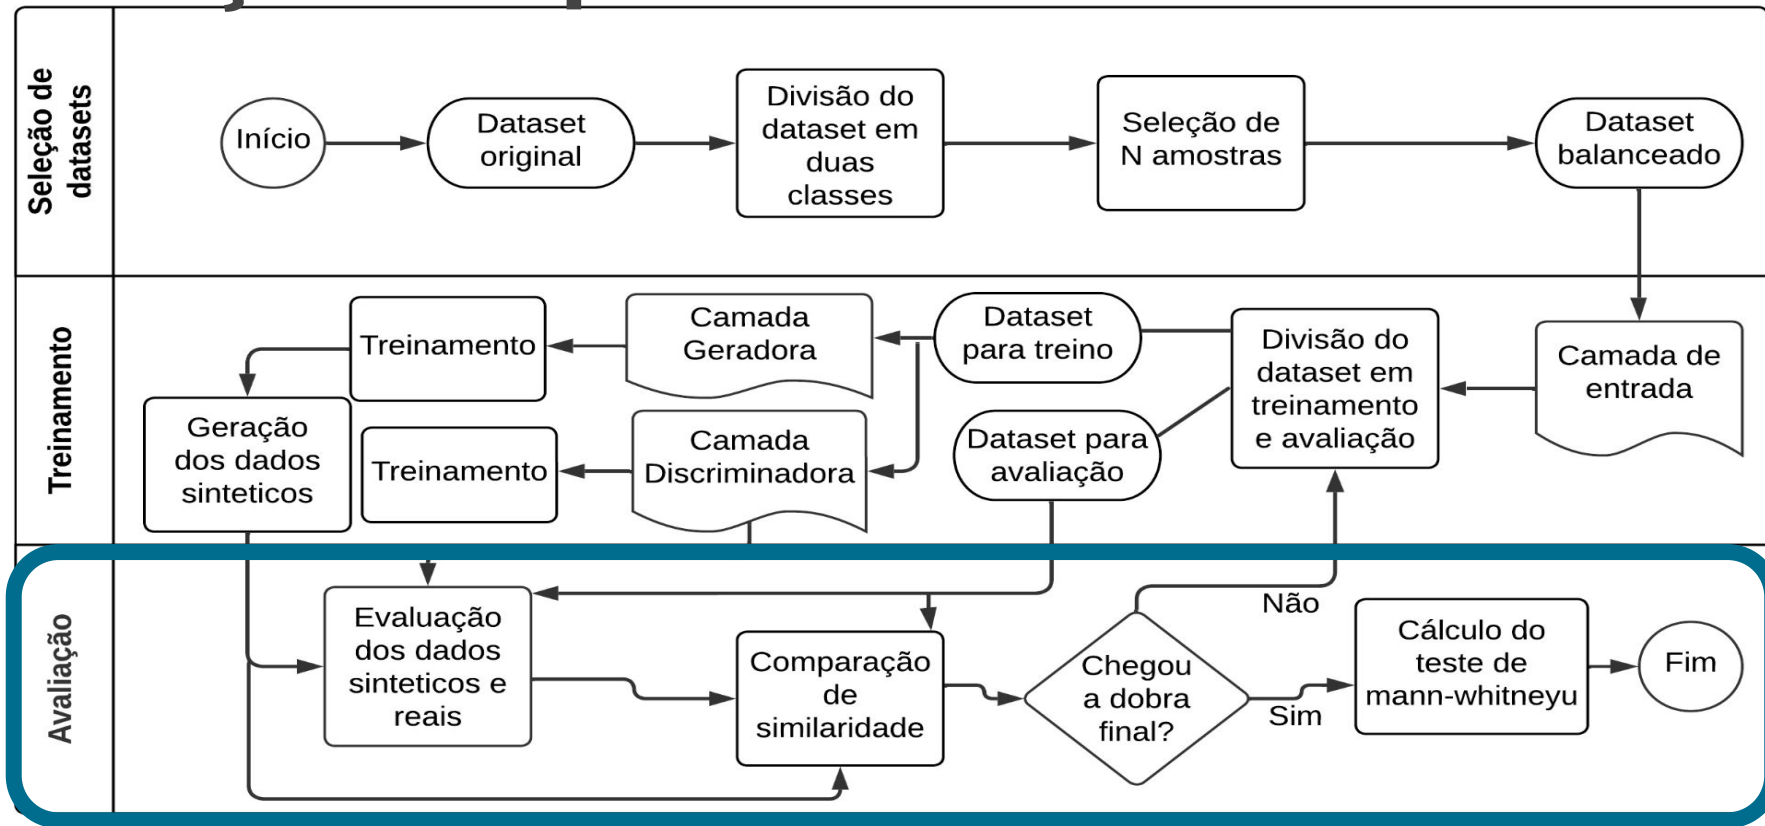 Seleção de
datasets
Início
Dataset
original
Divisão do
dataset em
duas
classes
Seleção de
N amostras
Dataset
balanceado
Treinamento
Treinamento
Camada
Geradora
Dataset
para treino
Divisão do
dataset em
treinamento
e avaliação
Camada de
entrada
Geração
dos dados
sinteticos
Treinamento
Camada
Discriminadora
Dataset para
avaliação
Avaliação
Evaluação
dos dados
sinteticos e
reais
Comparação
de
similaridade
Chegou
a dobra
final?
Não
Sim
Cálculo do
teste de
mann-whitneyu
Fim